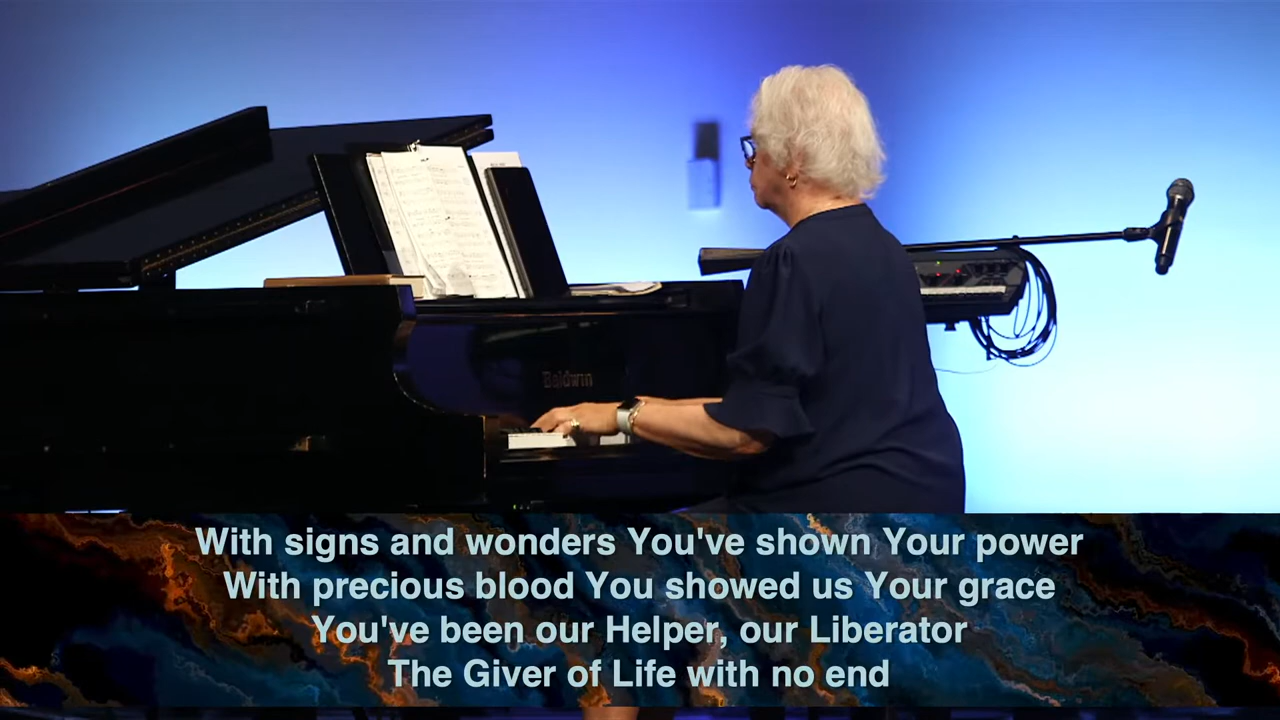 Baldwin
With signs and wonders You've shown Your power
With precious blood You showed us Your grace
You've been our Helper, our Liberator
The Giver of Life with no end